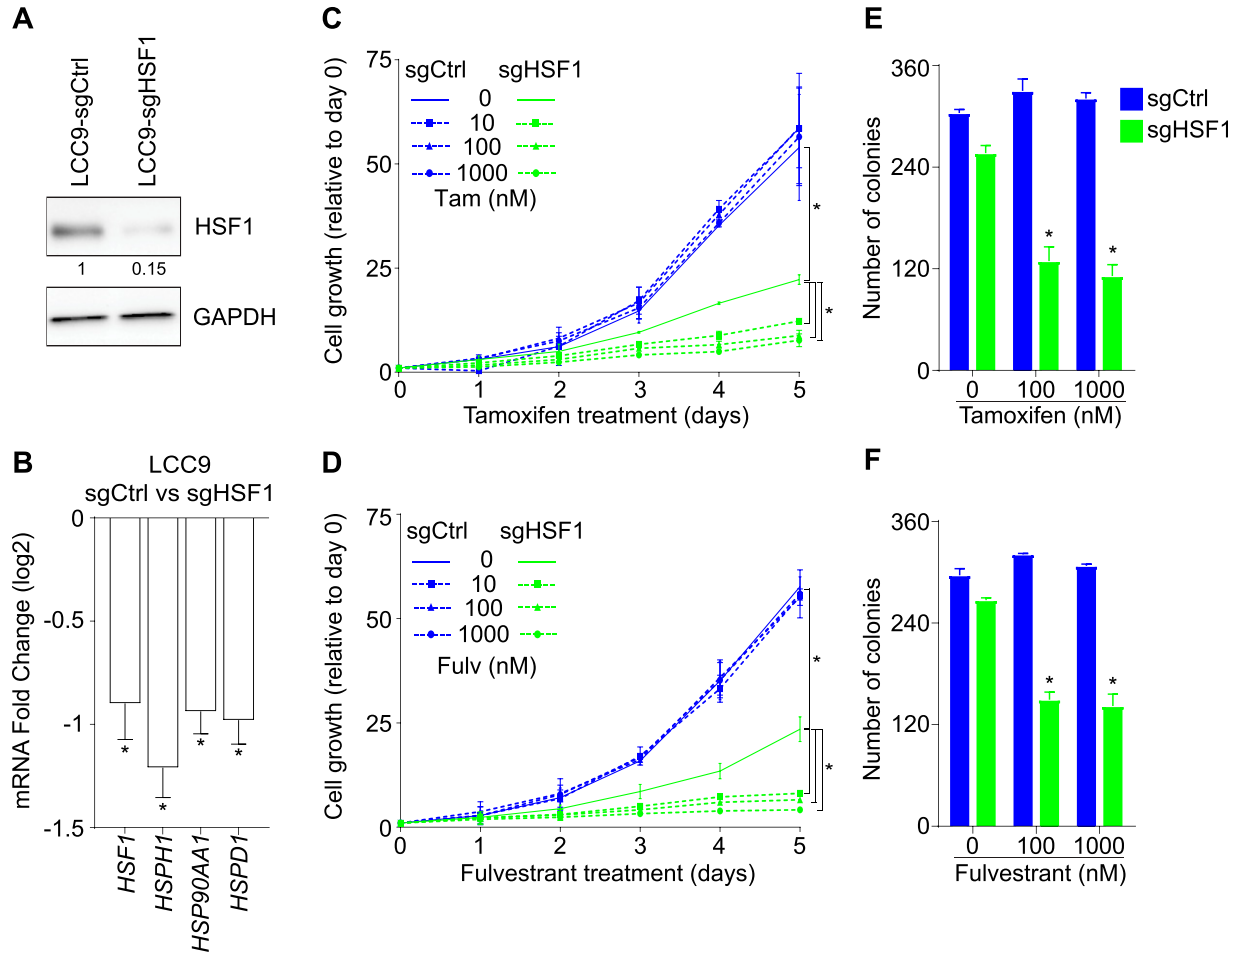 A
LCC9-sgCtrl
LCC9-sgHSF1
HSF1
1 0.15
GAPDH
B
LCC9
sgCtrl vs sgHSF1
mRNA Fold Change (log2)
0
-0.5
-1
-1.5
* * * *
HSF1
HSPH1
HSP90AA1
HSPD1
C
Cell growth (relative to day 0)
75
50
25
0
sgCtrl sgHSF1
0
10
100
1000
Tam (nM)
*
*
0 1 2 3 4 5
Tamoxifen treatment (days)
D
Cell growth (relative to day 0)
75
50
25
0
sgCtrl sgHSF1
0
10
100
1000
Fulv (nM)
*
*
0 1 2 3 4 5
Fulvestrant treatment (days)
E
Number of colonies
360
240
120
0
sgCtrl
sgHSF1
* *
0 100 1000
Tamoxifen (nM)
F
Number of colonies
360
240
120
0
* *
0 100 1000
Fulvestrant (nM)